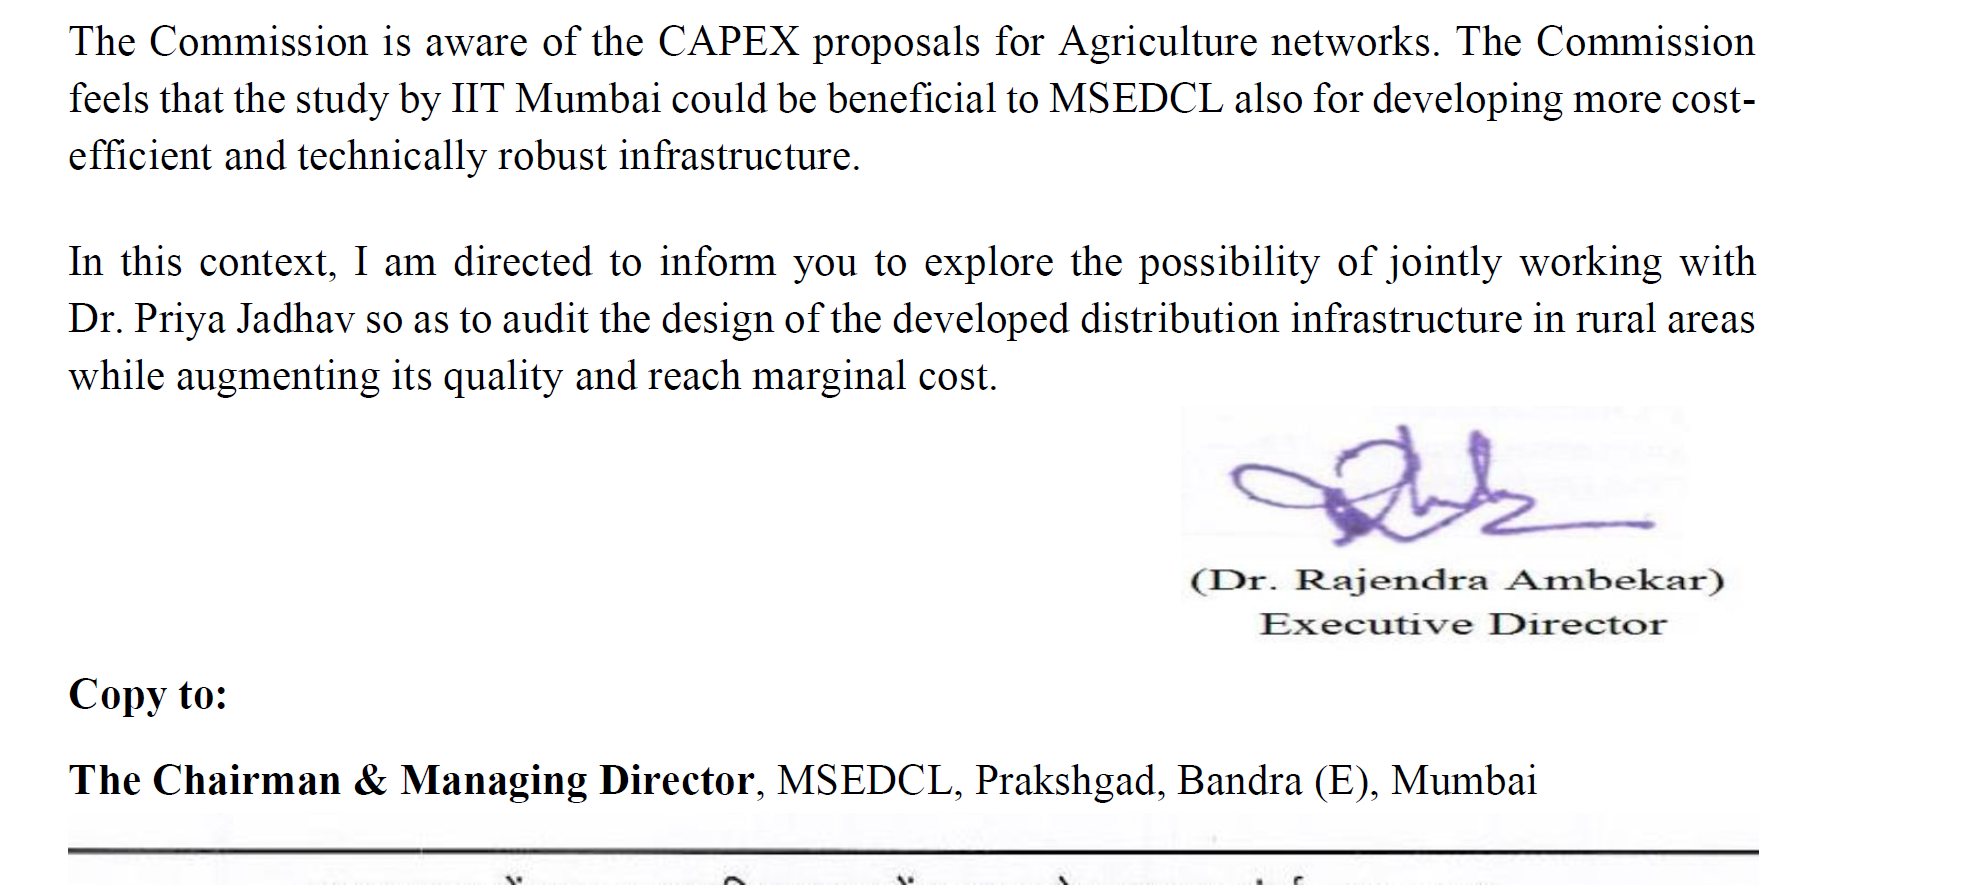 The Commission is aware of the CAPEX proposals for Agriculture networks. The Commission
feels that the study by IIT Mumbai could be beneficial to MSEDCL also for developing more cost-
efficient and technically robust infrastructure.
In this context, I am directed to inform you to explore the possibility of jointly working with
Dr. Priya Jadhav so as to audit the design of the developed distribution infrastructure in rural areas
while augmenting its quality and reach marginal cost.
(Dr. Rajendra Ambekar)
Executive Director
Copy to:
The Chairman & Managing Director, MSEDCL, Prakshgad, Bandra (E), Mumbai